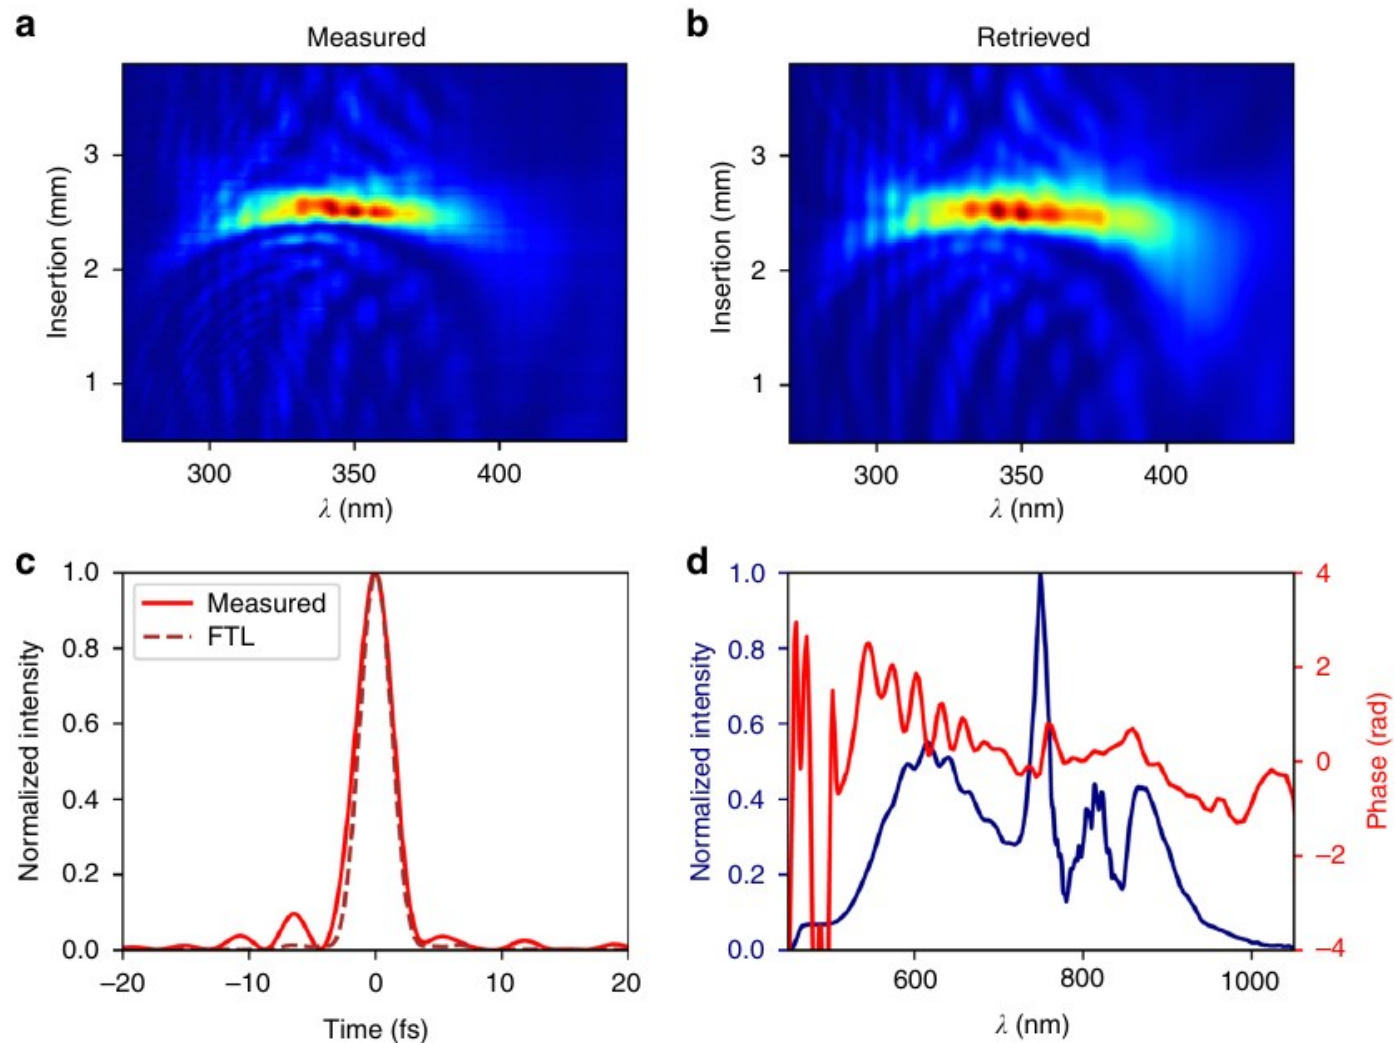 a
Measured
Insertion (mm)
3
2
1
300 350 400
λ (nm)
b
Retrieved
Insertion (mm)
3
2
1
300 350 400
λ (nm)
c
Normalized intensity
1.0
0.8
0.6
0.4
0.2
0.0
Measured
FTL
−20 −10 0 10 20
Time (fs)
d
Normalized intensity
1.0
0.8
0.6
0.4
0.2
0.0
4
2
0
−2
−4
Phase (rad)
600 800 1000
λ (nm)